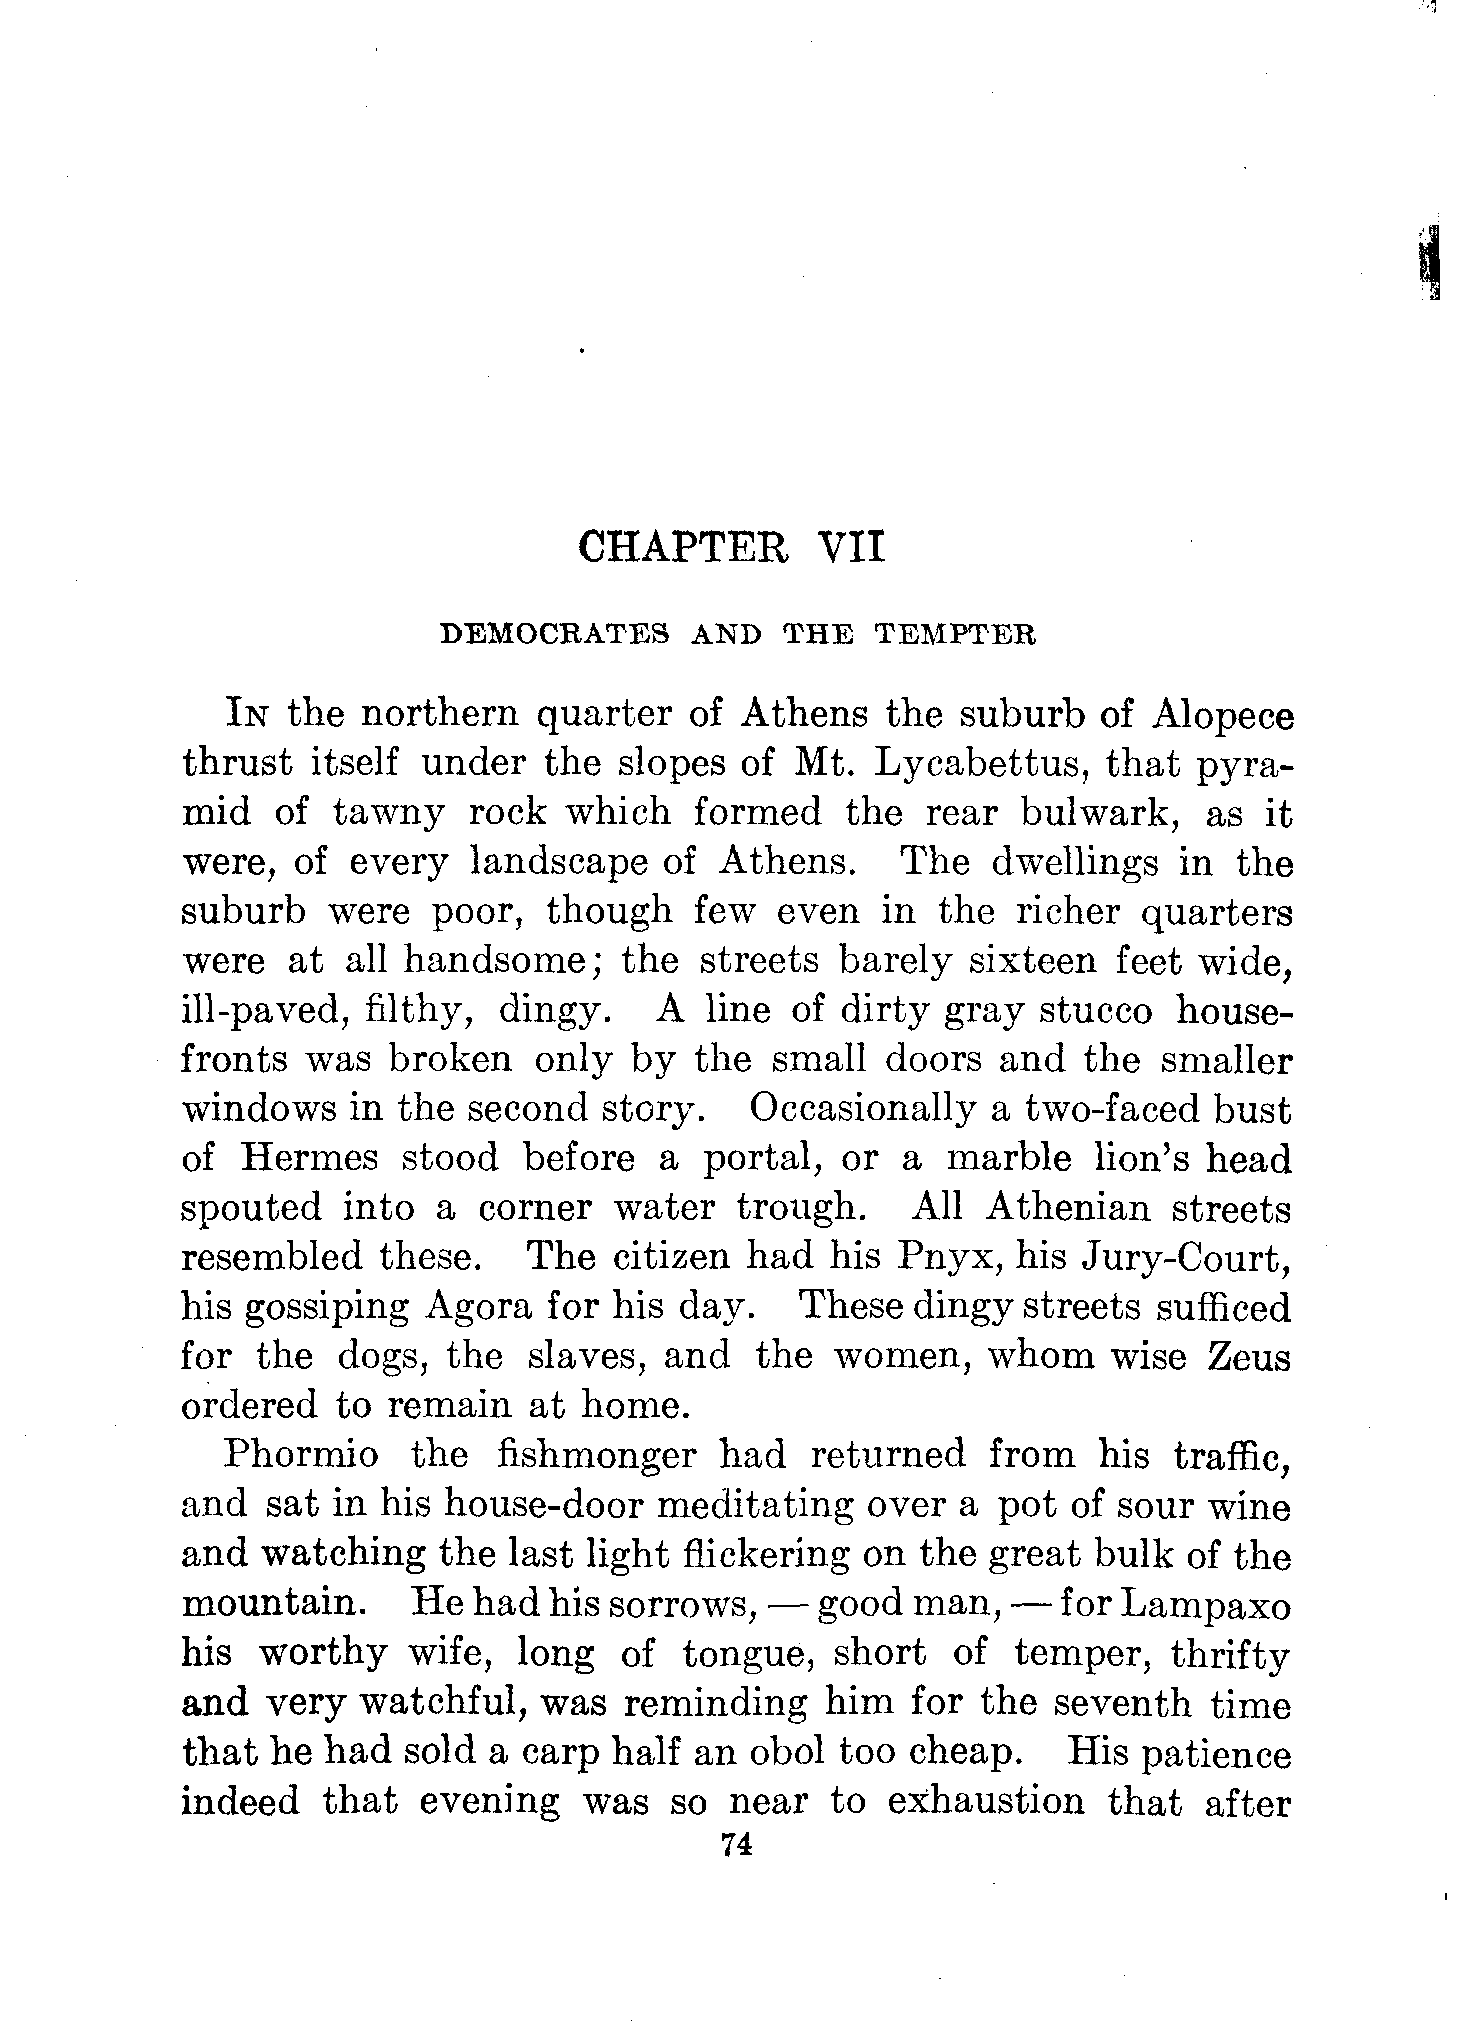 CHAPTER VII
DEMOCRATES AND THE TEMPTER
IN the northern quarter of Athens the suburb of Alopece
thrust itself under the slopes of Mt. Lycabettus, that pyra-
mid of tawny rock which formed the rear bulwark, as it
were, of every landscape of Athens. The dwellings in the
suburb were poor, though few even in the richer quarters
were at all handsome; the streets barely sixteen feet wide,
ill-paved, filthy, dingy. A line of dirty gray stucco house-
fronts was broken only by the small doors and the smaller
windows in the second story. Occasionally a two-faced bust
of Hermes stood before a portal, or a marble lion's head
spouted into a corner water trough. All Athenian streets
resembled these. The citizen had his Pnyx, his Jury-Court,
his gossiping Agora for his day. These dingy streets sufficed
for the dogs, the slaves, and the women, whom wise Zeus
ordered to remain at home.
Phormio the fishmonger had returned from his traffic,
and sat in his house-door meditating over a pot of sour wine
and watching the last light flickering on the great bulk of the
mountain. He had his sorrows, — good man, — for Lampaxo
his worthy wife, long of tongue, short of temper, thrifty
and very watchful, was reminding him for the seventh time
that he had sold a carp half an obol too cheap. His patience
indeed that evening was so near to exhaustion that after
74